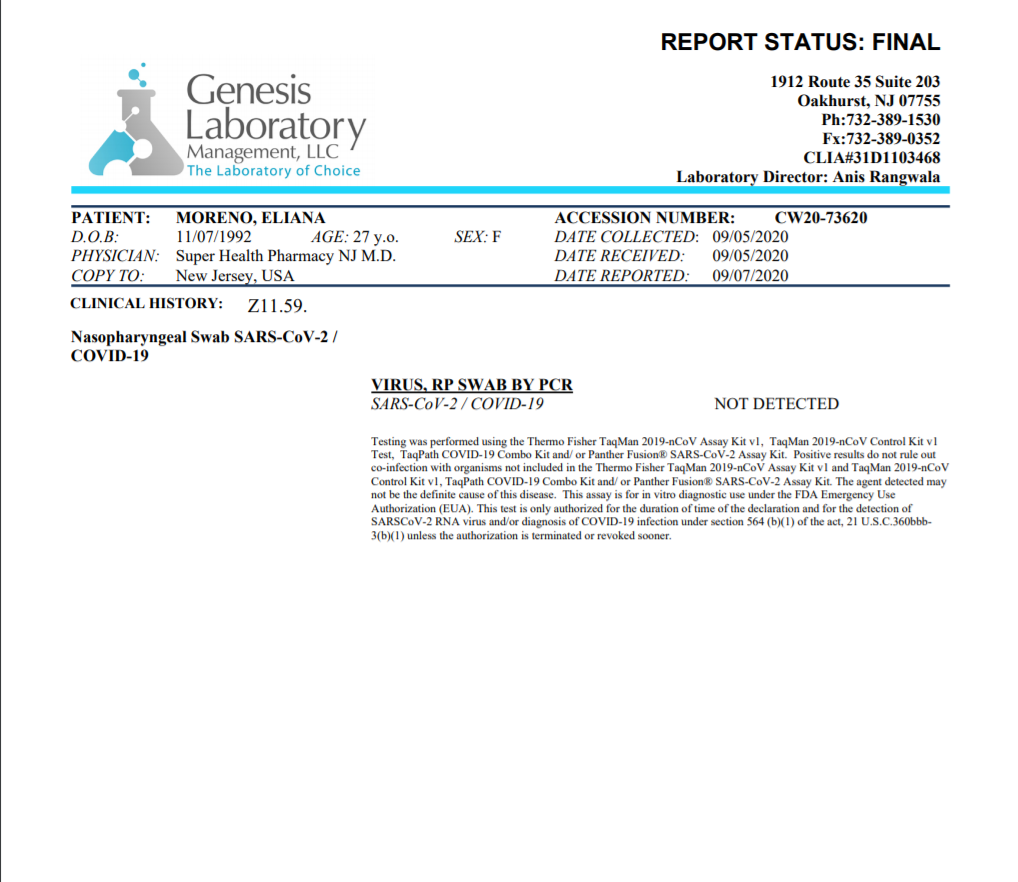 REPORT STATUS: FINAL
Genesis
Laboratory
Management, LLC
The Laboratory of Choice
1912 Route 35 Suite 203
Oakhurst, NJ 07755
Ph:732-389-1530
Fx:732-389-0352
CLIA#31D1103468
Laboratory Director: Anis Rangwala
PATIENT: MORENO, ELIANA ACCESSION NUMBER: CW20-73620
D.O.B: 11/07/1992 AGE: 27 y.o. SEX: F DATE COLLECTED: 09/05/2020
PHYSICIAN: Super Health Pharmacy NJ M.D. DATE RECEIVED: 09/05/2020
COPY TO: New Jersey, USA DATE REPORTED: 09/07/2020
CLINICAL HISTORY: Z11.59.
Nasopharyngeal Swab SARS-CoV-2 /
COVID-19
VIRUS, RP SWAB BY PCR
SARS-CoV-2 / COVID-19 NOT DETECTED
Testing was performed using the Thermo Fisher TaqMan 2019-nCoV Assay Kit v1, TaqMan 2019-nCoV Control Kit v1
Test, TaqPath COVID-19 Combo Kit and/ or Panther Fusion® SARS-CoV-2 Assay Kit. Positive results do not rule out
co-infection with organisms not included in the Thermo Fisher TaqMan 2019-nCoV Assay Kit v1 and TaqMan 2019-nCoV
Control Kit v1, TaqPath COVID-19 Combo Kit and/ or Panther Fusion® SARS-CoV-2 Assay Kit. The agent detected may
not be the definite cause of this disease. This assay is for in vitro diagnostic use under the FDA Emergency Use
Authorization (EUA). This test is only authorized for the duration of time of the declaration and for the detection of
SARSCoV-2 RNA virus and/or diagnosis of COVID-19 infection under section 564 (b)(1) of the act, 21 U.S.C.360bbb-
3(b)(1) unless the authorization is terminated or revoked sooner.